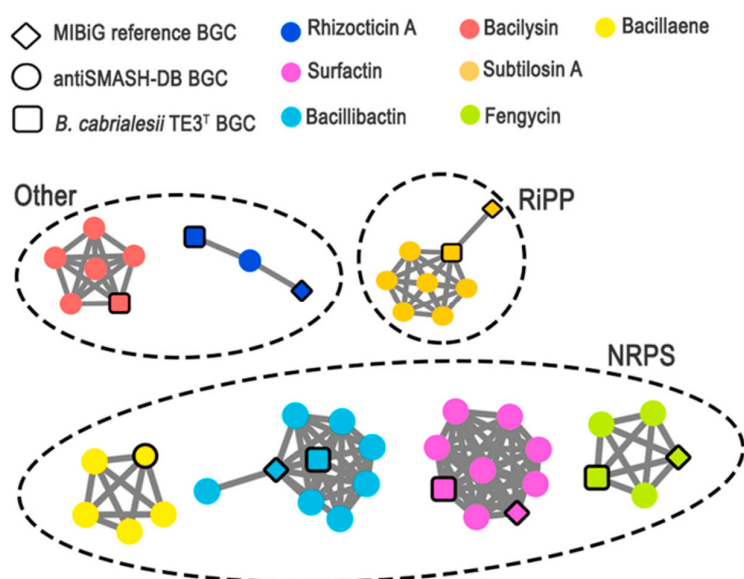 MIBiG reference BGC
antiSMASH-DB BGC
B. cabrialesii TE3ᵀ BGC
Rhizocticin A
Surfactin
Bacillibactin
Bacilysin
Subtilosin A
Fengycin
Bacillaene
Other
RiPP
NRPS